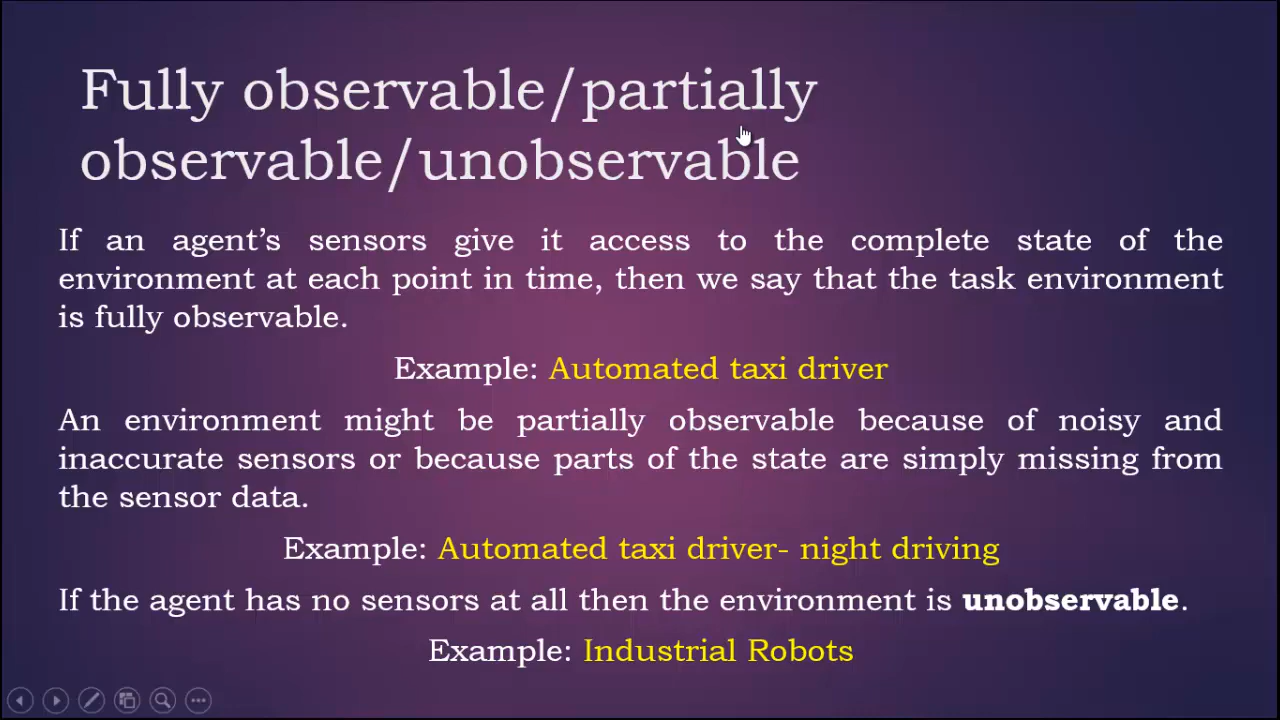 Fully observable/partially
observable/unobservable
If an agent’s sensors give it access to the complete state of the
environment at each point in time, then we say that the task environment
is fully observable.
Example: Automated taxi driver
An environment might be partially observable because of noisy and
inaccurate sensors or because parts of the state are simply missing from
the sensor data.
Example: Automated taxi driver- night driving
If the agent has no sensors at all then the environment is unobservable.
Example: Industrial Robots